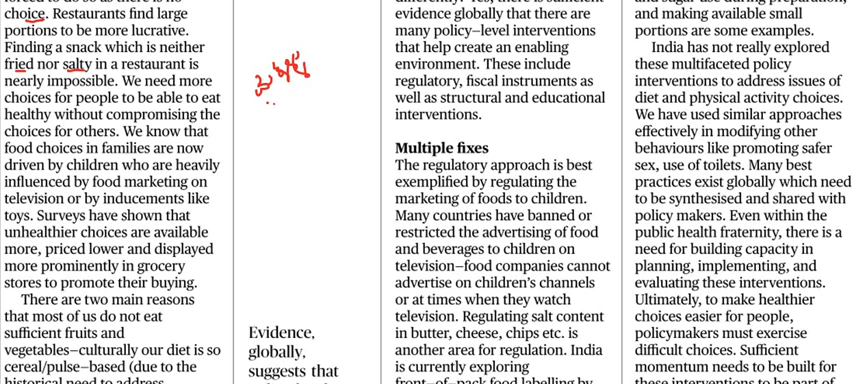 choice. Restaurants find large
portions to be more lucrative.
Finding a snack which is neither
fried nor salty in a restaurant is
nearly impossible. We need more
choices for people to be able to eat
healthy without compromising the
choices for others. We know that
food choices in families are now
driven by children who are heavily
influenced by food marketing on
television or by inducements like
toys. Surveys have shown that
unhealthier choices are available
more, priced lower and displayed
more prominently in grocery
stores to promote their buying.
There are two main reasons
that most of us do not eat
sufficient fruits and
vegetables–culturally our diet is so
cereal/pulse–based (due to the
Evidence,
globally,
suggests that
evidence globally that there are
many policy–level interventions
that help create an enabling
environment. These include
regulatory, fiscal instruments as
well as structural and educational
interventions.
Multiple fixes
The regulatory approach is best
exemplified by regulating the
marketing of foods to children.
Many countries have banned or
restricted the advertising of food
and beverages to children on
television–food companies cannot
advertise on children's channels
or at times when they watch
television. Regulating salt content
in butter, cheese, chips etc. is
another area for regulation. India
is currently exploring
front–of–pack food labelling by
and making available small
portions are some examples.
India has not really explored
these multifaceted policy
interventions to address issues of
diet and physical activity choices.
We have used similar approaches
effectively in modifying other
behaviours like promoting safer
sex, use of toilets. Many best
practices exist globally which need
to be synthesised and shared with
policy makers. Even within the
public health fraternity, there is a
need for building capacity in
planning, implementing, and
evaluating these interventions.
Ultimately, to make healthier
choices easier for people,
policymakers must exercise
difficult choices. Sufficient
momentum needs to be built for
these interventions to be part of